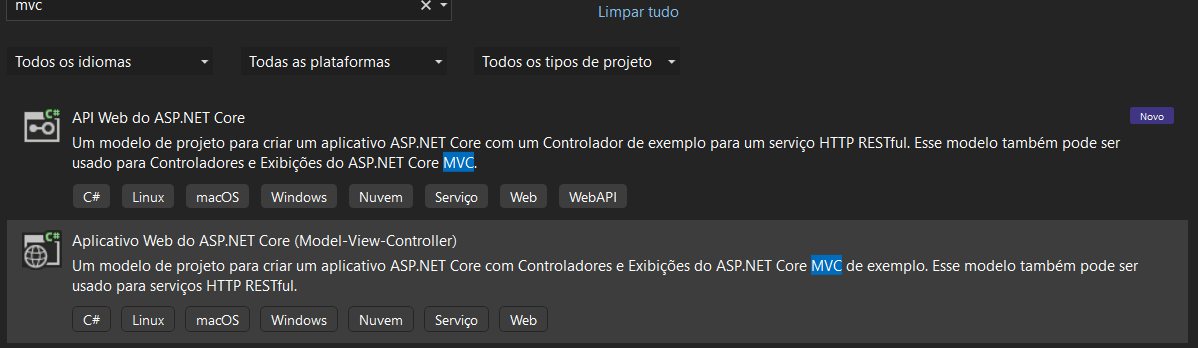 mvc
Limpar tudo
Todos os idiomas
Todas as plataformas
Todos os tipos de projeto
C#
API Web do ASP.NET Core
Novo
Um modelo de projeto para criar um aplicativo ASP.NET Core com um Controlador de exemplo para um serviço HTTP RESTful. Esse modelo também pode ser
usado para Controladores e Exibições do ASP.NET Core MVC.
C# Linux macOS Windows Nuvem Serviço Web WebAPI
C#
Aplicativo Web do ASP.NET Core (Model-View-Controller)
Um modelo de projeto para criar um aplicativo ASP.NET Core com Controladores e Exibições do ASP.NET Core MVC de exemplo. Esse modelo também pode ser
usado para serviços HTTP RESTful.
C# Linux macOS Windows Nuvem Serviço Web